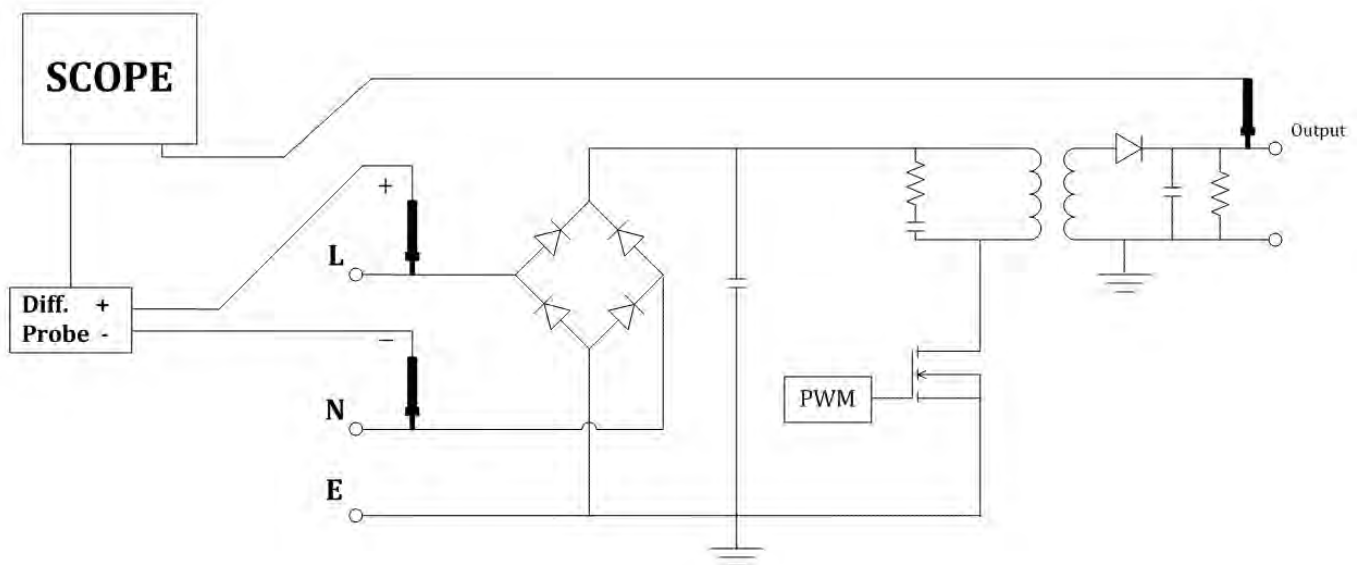 SCOPE
Output
+
L
Diff. +
Probe -
−
N
PWM
E